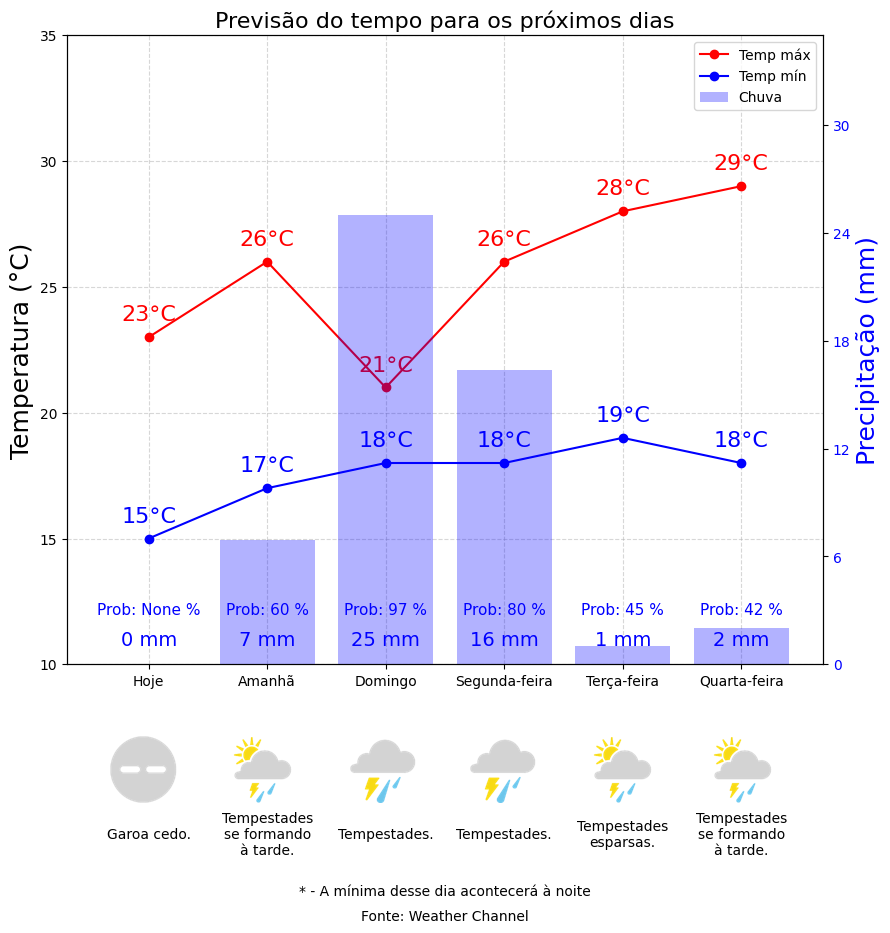 Previsão do tempo para os próximos dias
Temperatura (°C)
Precipitação (mm)
35
30
25
20
15
10
30
24
18
12
6
0
Temp máx
Temp mín
Chuva
23°C
26°C
21°C
26°C
28°C
29°C
15°C
17°C
18°C
18°C
19°C
18°C
Prob: None %
Prob: 60 %
Prob: 97 %
Prob: 80 %
Prob: 45 %
Prob: 42 %
0 mm
7 mm
25 mm
16 mm
1 mm
2 mm
Hoje
Amanhã
Domingo
Segunda-feira
Terça-feira
Quarta-feira
Garoa cedo.
Tempestades
se formando
à tarde.
Tempestades.
Tempestades.
Tempestades
esparsas.
Tempestades
se formando
à tarde.
* - A mínima desse dia acontecerá à noite
Fonte: Weather Channel